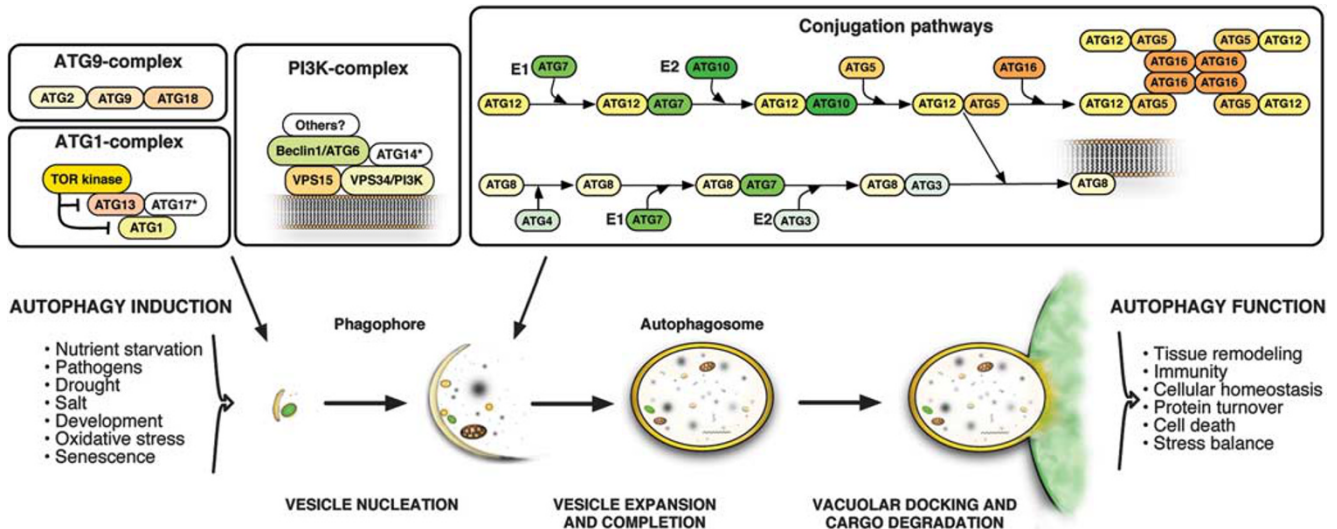 ATG9-complex
ATG2 ATG9 ATG18
ATG1-complex
TOR kinase
ATG13 ATG17*
ATG1
PI3K-complex
Others?
Beclin1/ATG6 ATG14*
VPS15 VPS34/PI3K
Conjugation pathways
E1 ATG7 E2 ATG10 ATG5 ATG16
ATG12 ATG12 ATG7 ATG12 ATG10 ATG12 ATG5
ATG12 ATG5 ATG5 ATG12
ATG16 ATG16
ATG16 ATG16
ATG12 ATG5 ATG5 ATG12
ATG8 ATG8 ATG8 ATG7 ATG8 ATG3 ATG8
ATG4 E1 ATG7 E2 ATG3
AUTOPHAGY INDUCTION
• Nutrient starvation
• Pathogens
• Drought
• Salt
• Development
• Oxidative stress
• Senescence
Phagophore
Autophagosome
AUTOPHAGY FUNCTION
• Tissue remodeling
• Immunity
• Cellular homeostasis
• Protein turnover
• Cell death
• Stress balance
VESICLE NUCLEATION
VESICLE EXPANSION
AND COMPLETION
VACUOLAR DOCKING AND
CARGO DEGRADATION